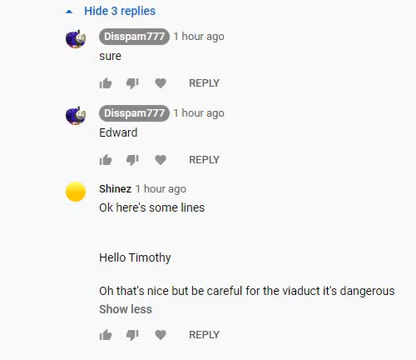 Hide 3 replies
Disspam777 1 hour ago
sure
REPLY
Disspam777 1 hour ago
Edward
REPLY
Shinez 1 hour ago
Ok here's some lines
Hello Timothy
Oh that's nice but be careful for the viaduct it's dangerous
Show less
REPLY